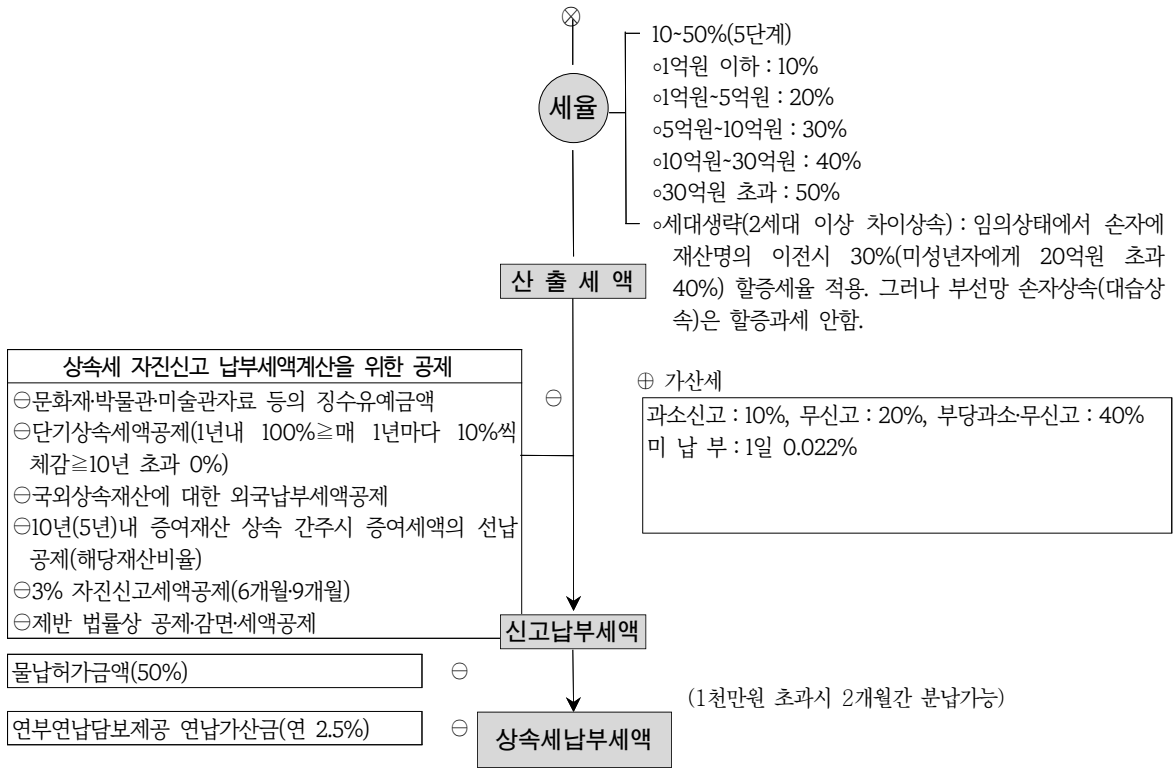 ⊗
세율
10~50%(5단계)
∘1억원 이하 : 10%
∘1억원~5억원 : 20%
∘5억원~10억원 : 30%
∘10억원~30억원 : 40%
∘30억원 초과 : 50%
∘세대생략(2세대 이상 차이상속) : 임의상태에서 손자에
재산명의 이전시 30%(미성년자에게 20억원 초과
40%) 할증세율 적용. 그러나 부선망 손자상속(대습상
속)은 할증과세 안함.
산 출 세 액
상속세 자진신고 납부세액계산을 위한 공제
⊖문화재·박물관·미술관자료 등의 징수유예금액
⊖단기상속세액공제(1년내 100%≧매 1년마다 10%씩
체감≧10년 초과 0%)
⊖국외상속재산에 대한 외국납부세액공제
⊖10년(5년)내 증여재산 상속 간주시 증여세액의 선납
공제(해당재산비율)
⊖3% 자진신고세액공제(6개월·9개월)
⊖제반 법률상 공제·감면·세액공제
⊖
⊕ 가산세
과소신고 : 10%, 무신고 : 20%, 부당과소·무신고 : 40%
미 납 부 : 1일 0.022%
신고납부세액
물납허가금액(50%) ⊖
(1천만원 초과시 2개월간 분납가능)
연부연납담보제공 연납가산금(연 2.5%) ⊖
상속세납부세액